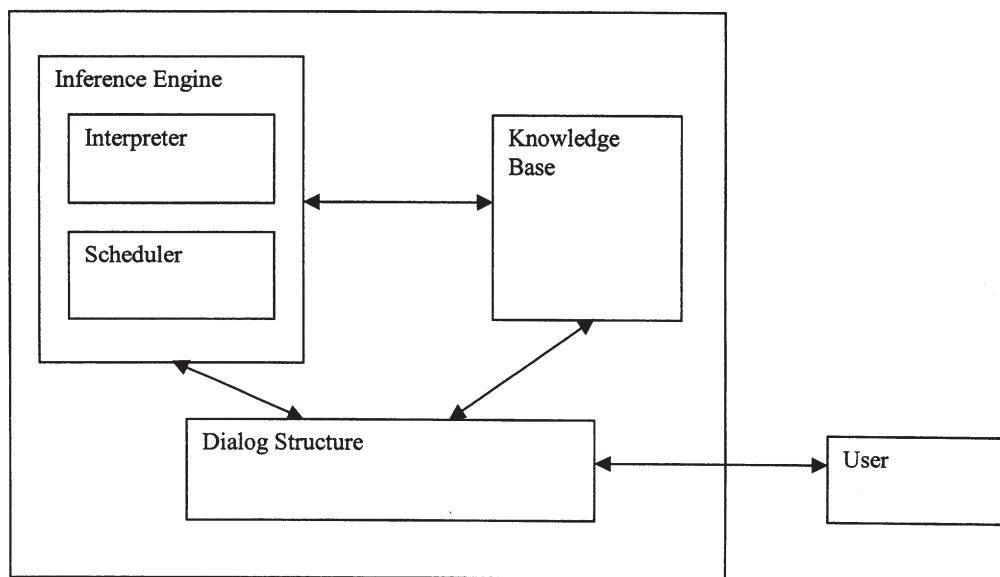 Inference Engine
Interpreter
Scheduler
Knowledge
Base
Dialog Structure
User